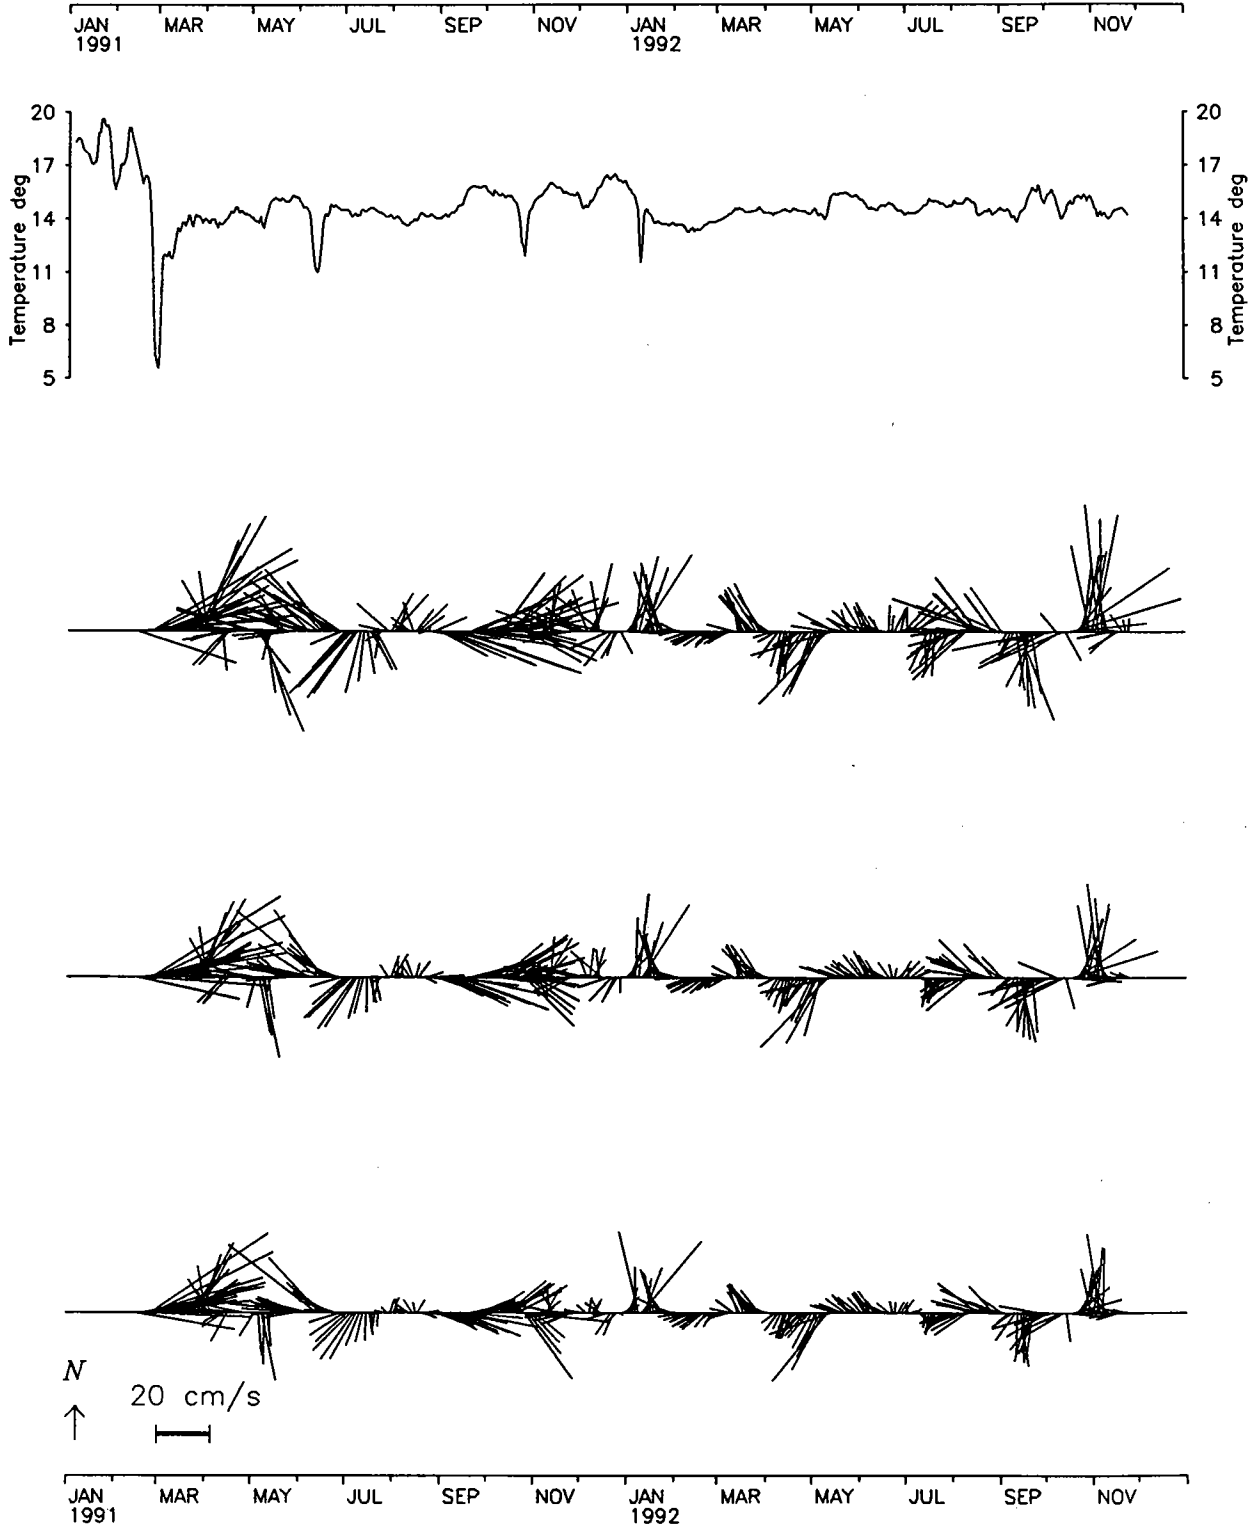 JAN MAR MAY JUL SEP NOV JAN MAR MAY JUL SEP NOV
1991 1992
20 20
17 17
14 14
11 11
8 8
5 5
Temperature deg
Temperature deg
N
20 cm/s
JAN MAR MAY JUL SEP NOV JAN MAR MAY JUL SEP NOV
1991 1992